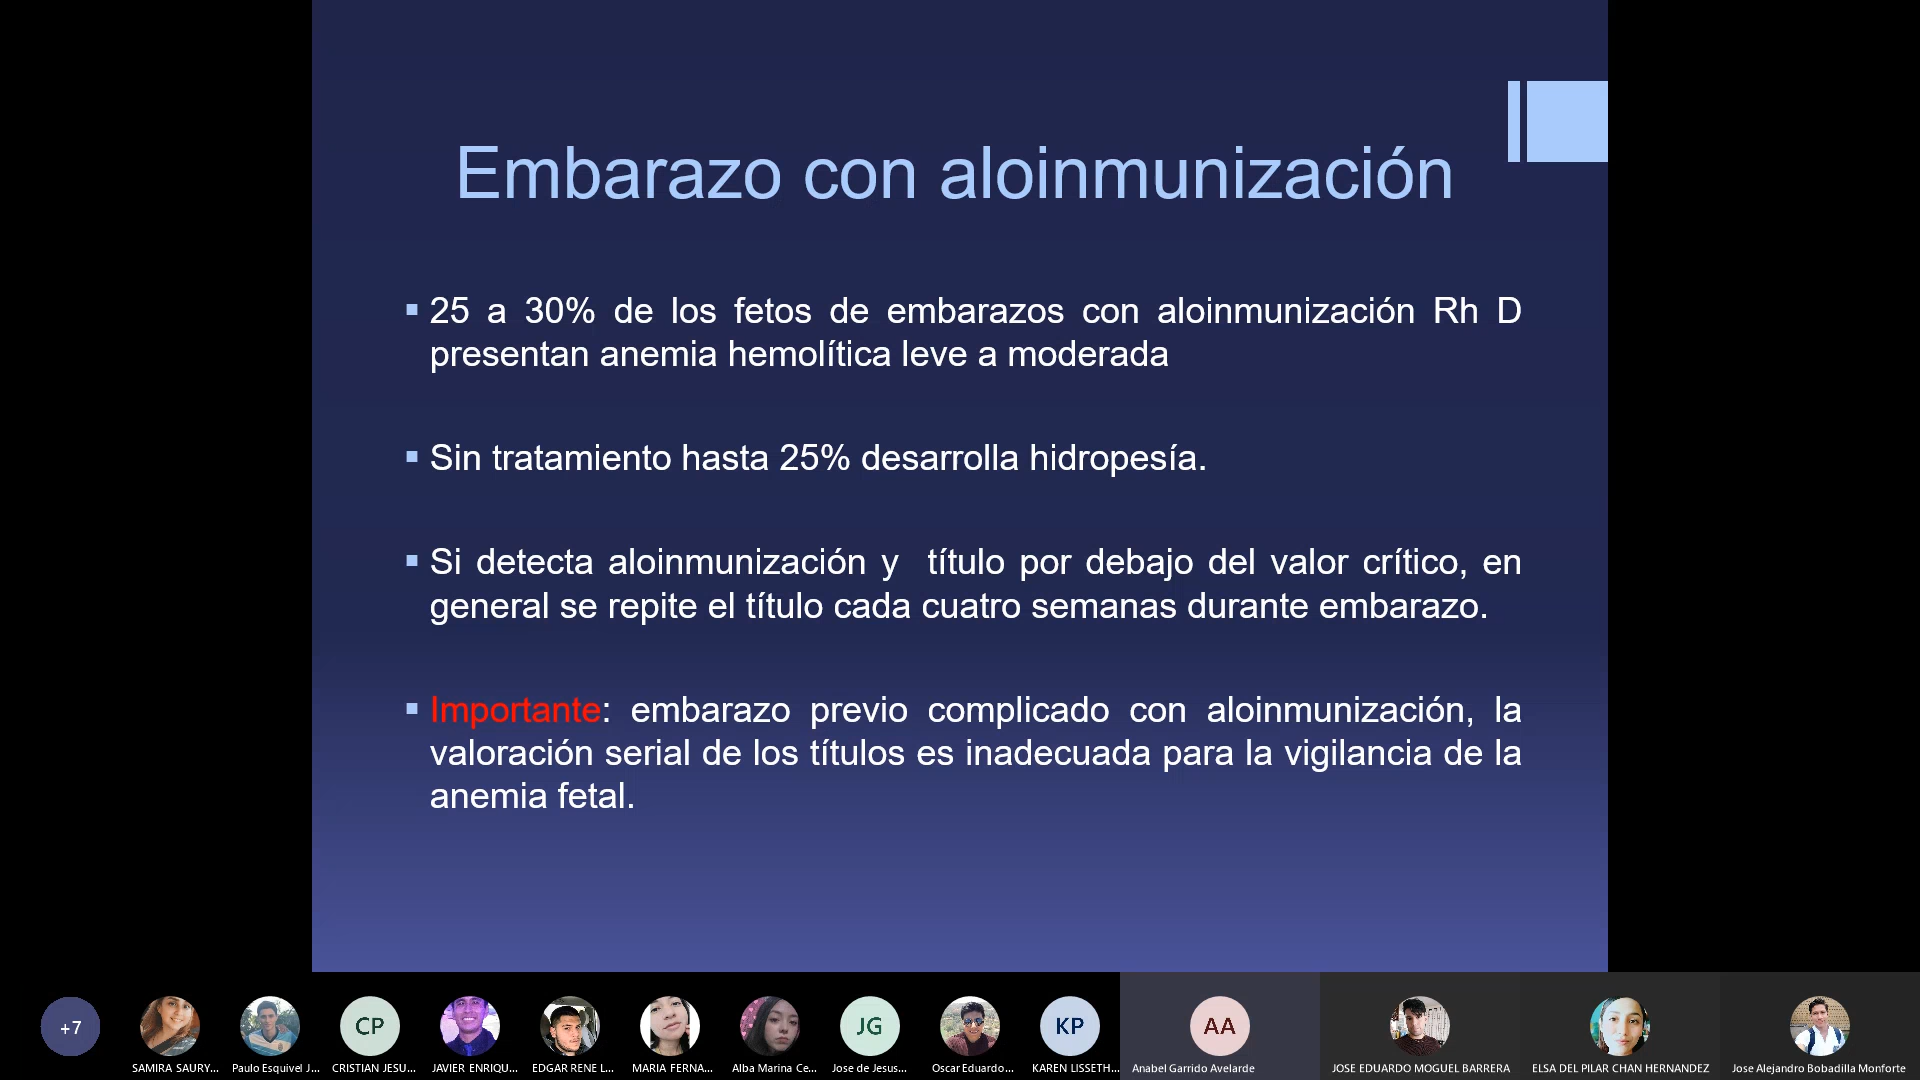 Embarazo con aloinmunización
▪ 25 a 30% de los fetos de embarazos con aloinmunización Rh D
presentan anemia hemolítica leve a moderada
▪ Sin tratamiento hasta 25% desarrolla hidropesía.
▪ Si detecta aloinmunización y título por debajo del valor crítico, en
general se repite el título cada cuatro semanas durante embarazo.
▪ Importante: embarazo previo complicado con aloinmunización, la
valoración serial de los títulos es inadecuada para la vigilancia de la
anemia fetal.
+7
CP
JG
KP
AA
SAMIRA SAURY...
Paulo Esquivel J...
CRISTIAN JESU...
JAVIER ENRIQU...
EDGAR RENE L...
MARIA FERNA...
Alba Marina Ce...
Jose de Jesus...
Oscar Eduardo...
KAREN LISSETH...
Anabel Garrido Avelarde
JOSE EDUARDO MOGUEL BARRERA
ELSA DEL PILAR CHAN HERNANDEZ
Jose Alejandro Bobadilla Monforte